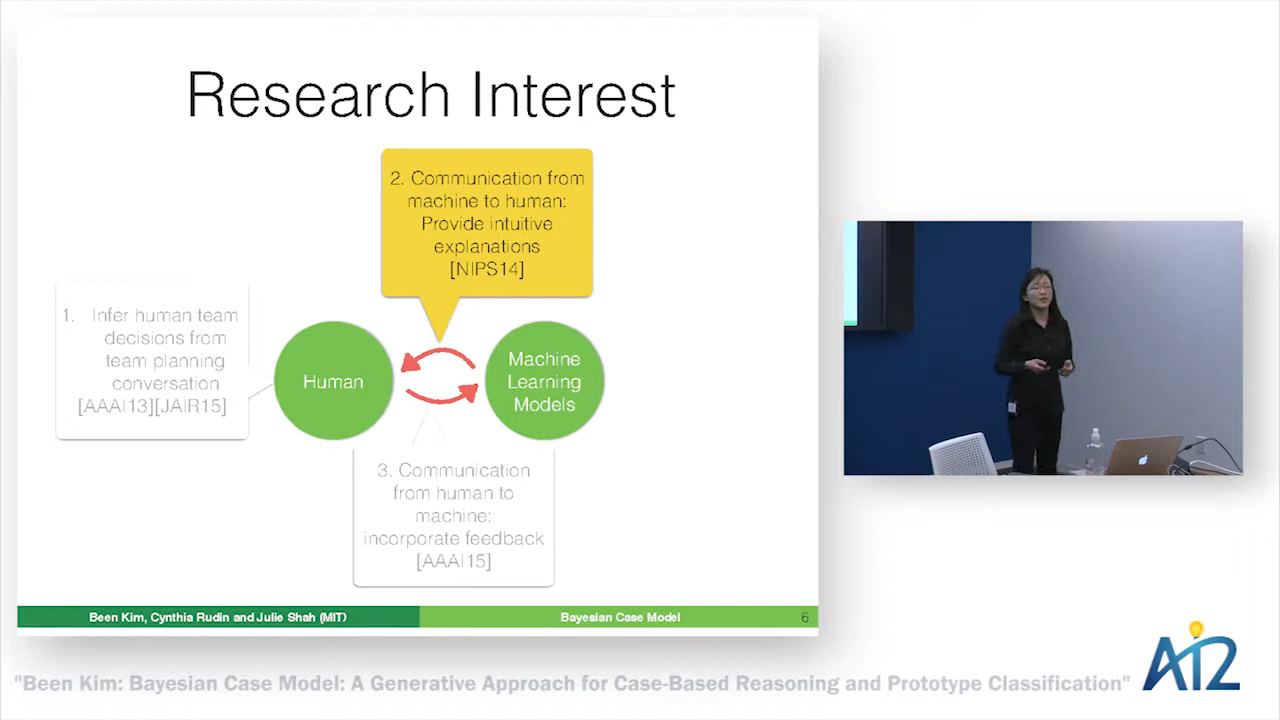 Research Interest
2. Communication from
machine to human:
Provide intuitive
explanations
[NIPS14]
1. Infer human team
decisions from
team planning
conversation
[AAAI13][JAIR15]
Human
Machine
Learning
Models
3. Communication
from human to
machine:
incorporate feedback
[AAAI15]
Been Kim, Cynthia Rudin and Julie Shah (MIT)
Bayesian Case Model
6
AI2
"Been Kim: Bayesian Case Model: A Generative Approach for Case-Based Reasoning and Prototype Classification"